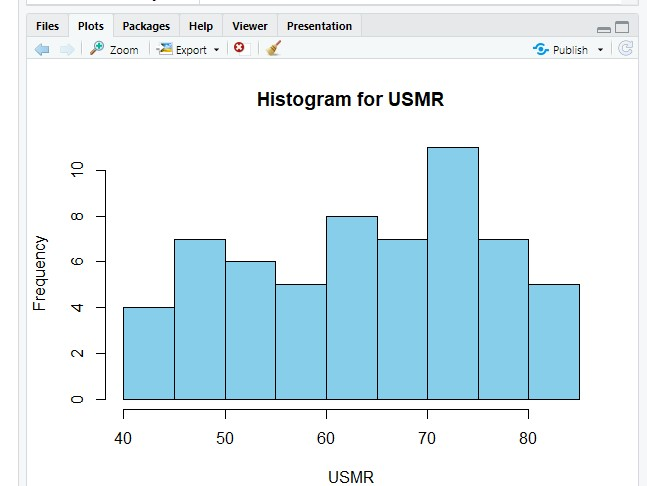 Files Plots Packages Help Viewer Presentation
Zoom Export Publish
Histogram for USMR
Frequency
10
8
6
4
2
0
40 50 60 70 80
USMR